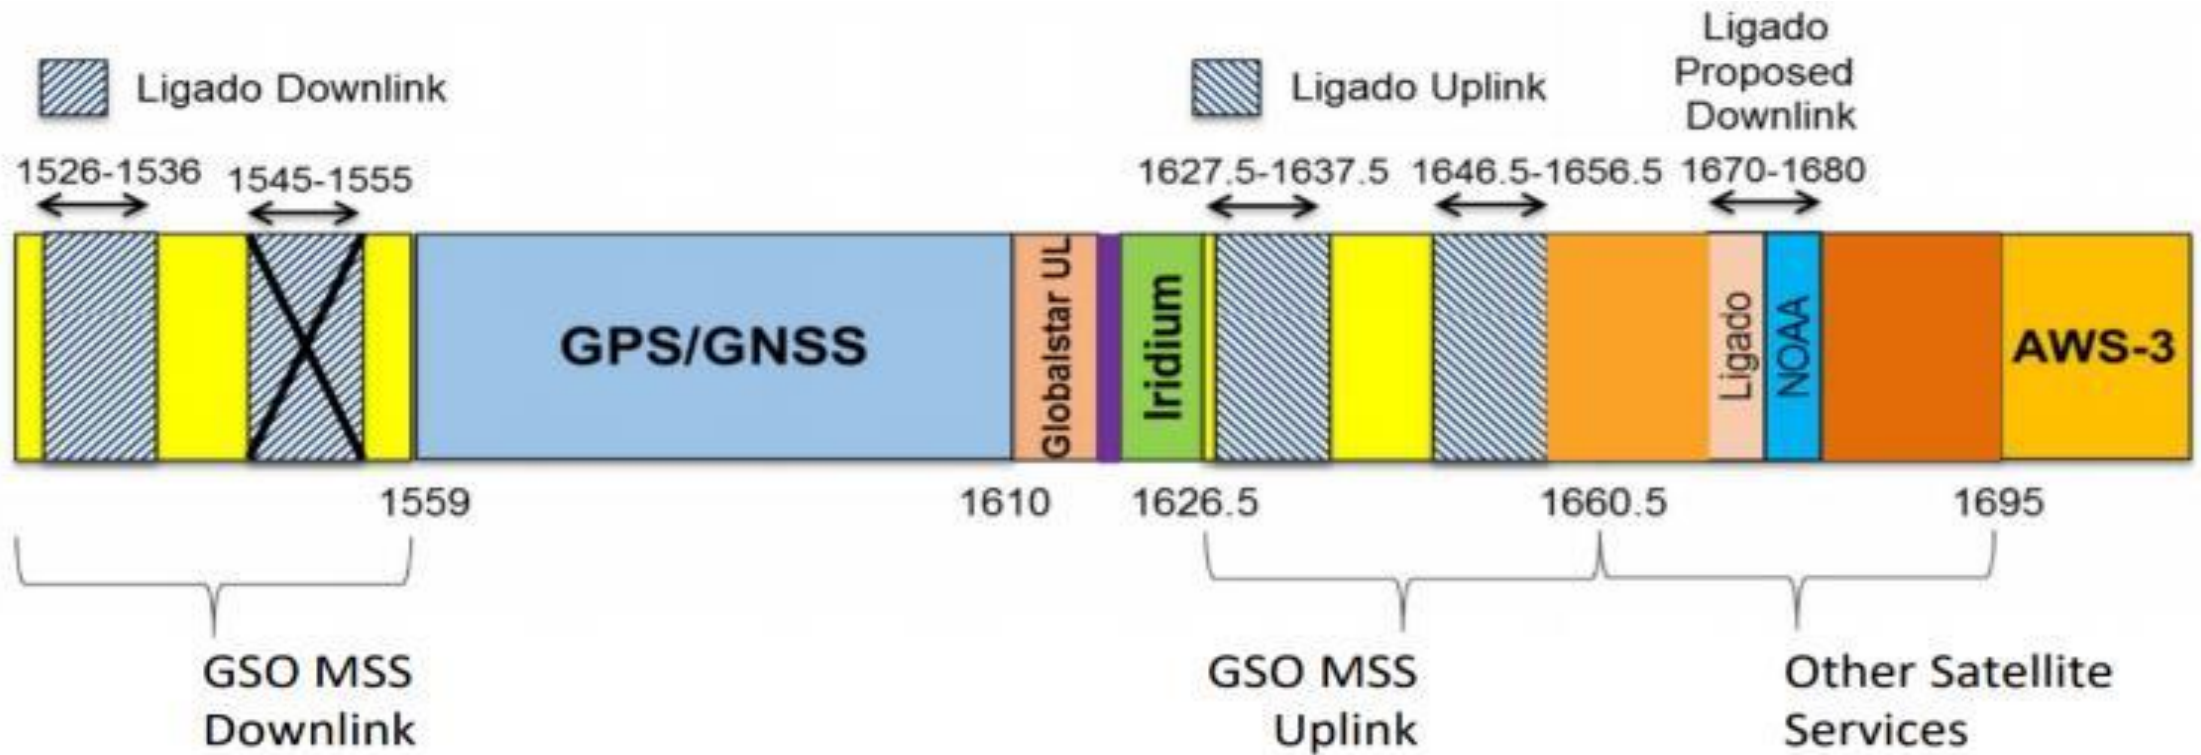 Ligado
Proposed
Downlink
Ligado Downlink
Ligado Uplink
1526-1536
1545-1555
1627.5-1637.5
1646.5-1656.5
1670-1680
GPS/GNSS
Globalstar UL
Iridium
Ligado
NOAA
AWS-3
1559
1610
1626.5
1660.5
1695
GSO MSS
Downlink
GSO MSS
Uplink
Other Satellite
Services